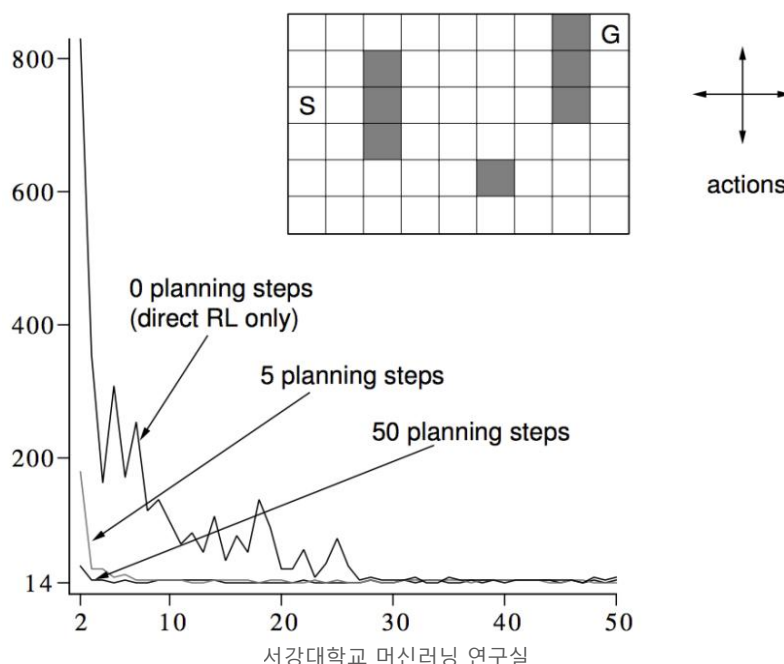 800
600
400
200
14
2
10
20
30
40
50
G
S
actions
0 planning steps
(direct RL only)
5 planning steps
50 planning steps
서강대학교 머신러닝 연구실